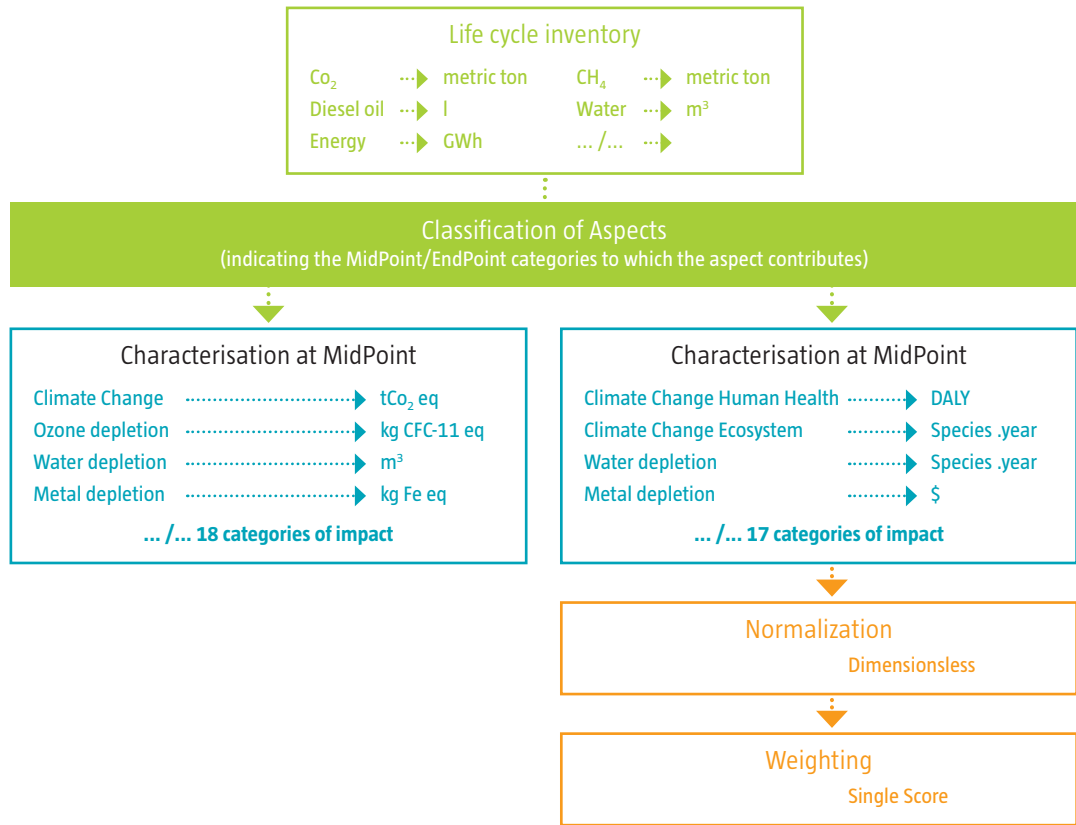 Life cycle inventory
Co₂ metric ton CH₄ metric ton
Diesel oil l Water m³
Energy GWh ... /...
Classification of Aspects
(indicating the MidPoint/EndPoint categories to which the aspect contributes)
Characterisation at MidPoint
Climate Change tCo₂ eq
Ozone depletion kg CFC-11 eq
Water depletion m³
Metal depletion kg Fe eq
... /... 18 categories of impact
Characterisation at MidPoint
Climate Change Human Health DALY
Climate Change Ecosystem Species .year
Water depletion Species .year
Metal depletion $
... /... 17 categories of impact
Normalization
Dimensionsless
Weighting
Single Score